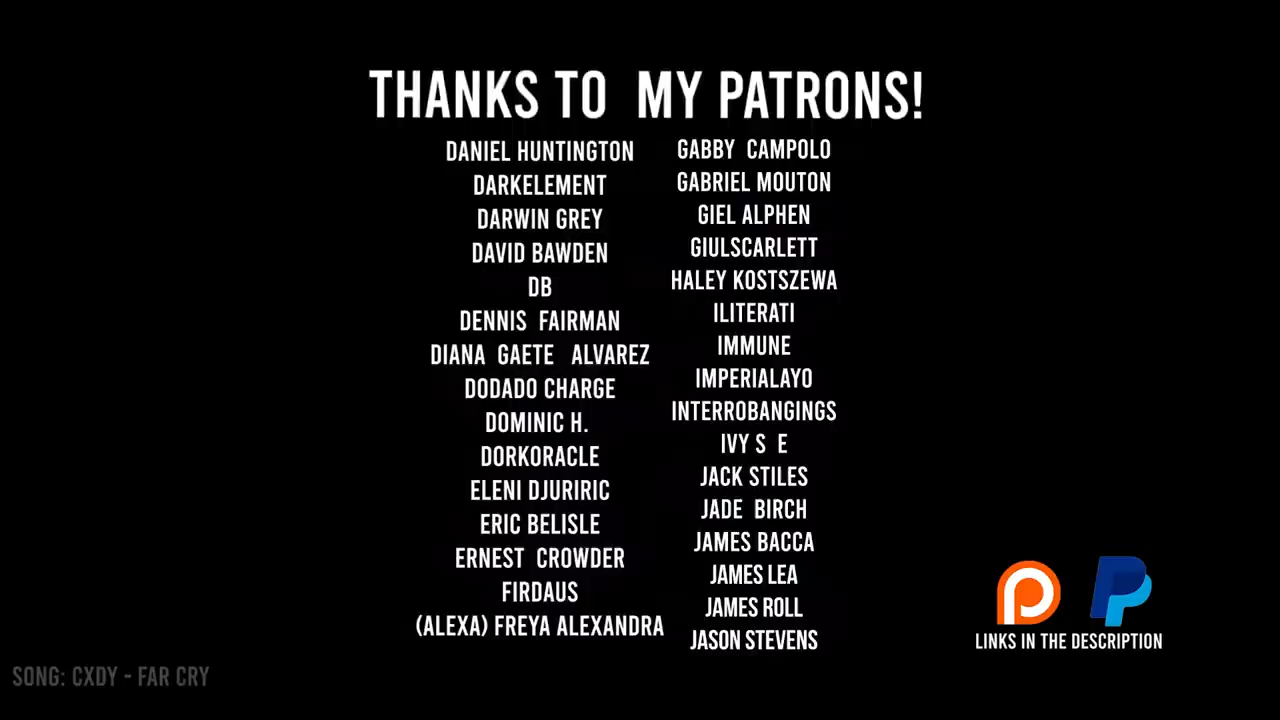 THANKS TO MY PATRONS!
DANIEL HUNTINGTON
DARKELEMENT
DARWIN GREY
DAVID BAWDEN
DB
DENNIS FAIRMAN
DIANA GAETE ALVAREZ
DODADO CHARGE
DOMINIC H.
DORKORACLE
ELENI DJURIRIC
ERIC BELISLE
ERNEST CROWDER
FIRDAUS
(ALEXA) FREYA ALEXANDRA
GABBY CAMPOLO
GABRIEL MOUTON
GIEL ALPHEN
GIULSCARLETT
HALEY KOSTSZEWA
ILITERATI
IMMUNE
IMPERIALAYO
INTERROBANGINGS
IVY S E
JACK STILES
JADE BIRCH
JAMES BACCA
JAMES LEA
JAMES ROLL
JASON STEVENS
LINKS IN THE DESCRIPTION
SONG: CXDY - FAR CRY